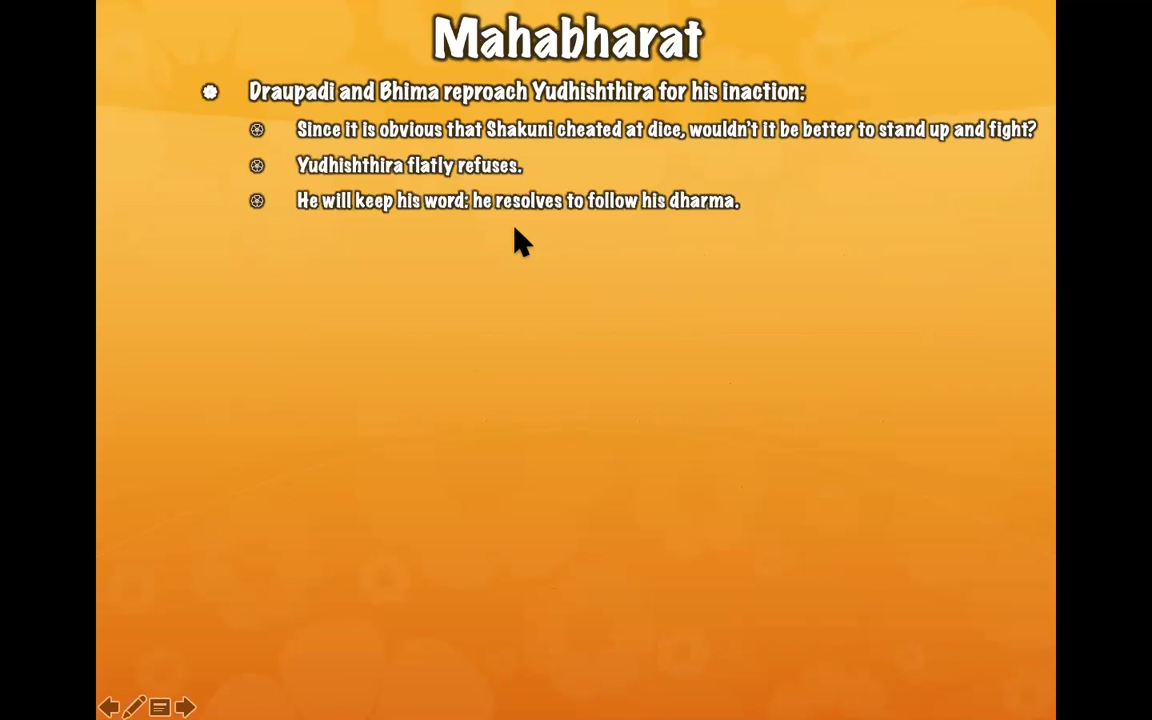 Mahabharat
Draupadi and Bhima reproach Yudhishthira for his inaction:
Since it is obvious that Shakuni cheated at dice, wouldn't it be better to stand up and fight?
Yudhishthira flatly refuses.
He will keep his word: he resolves to follow his dharma.